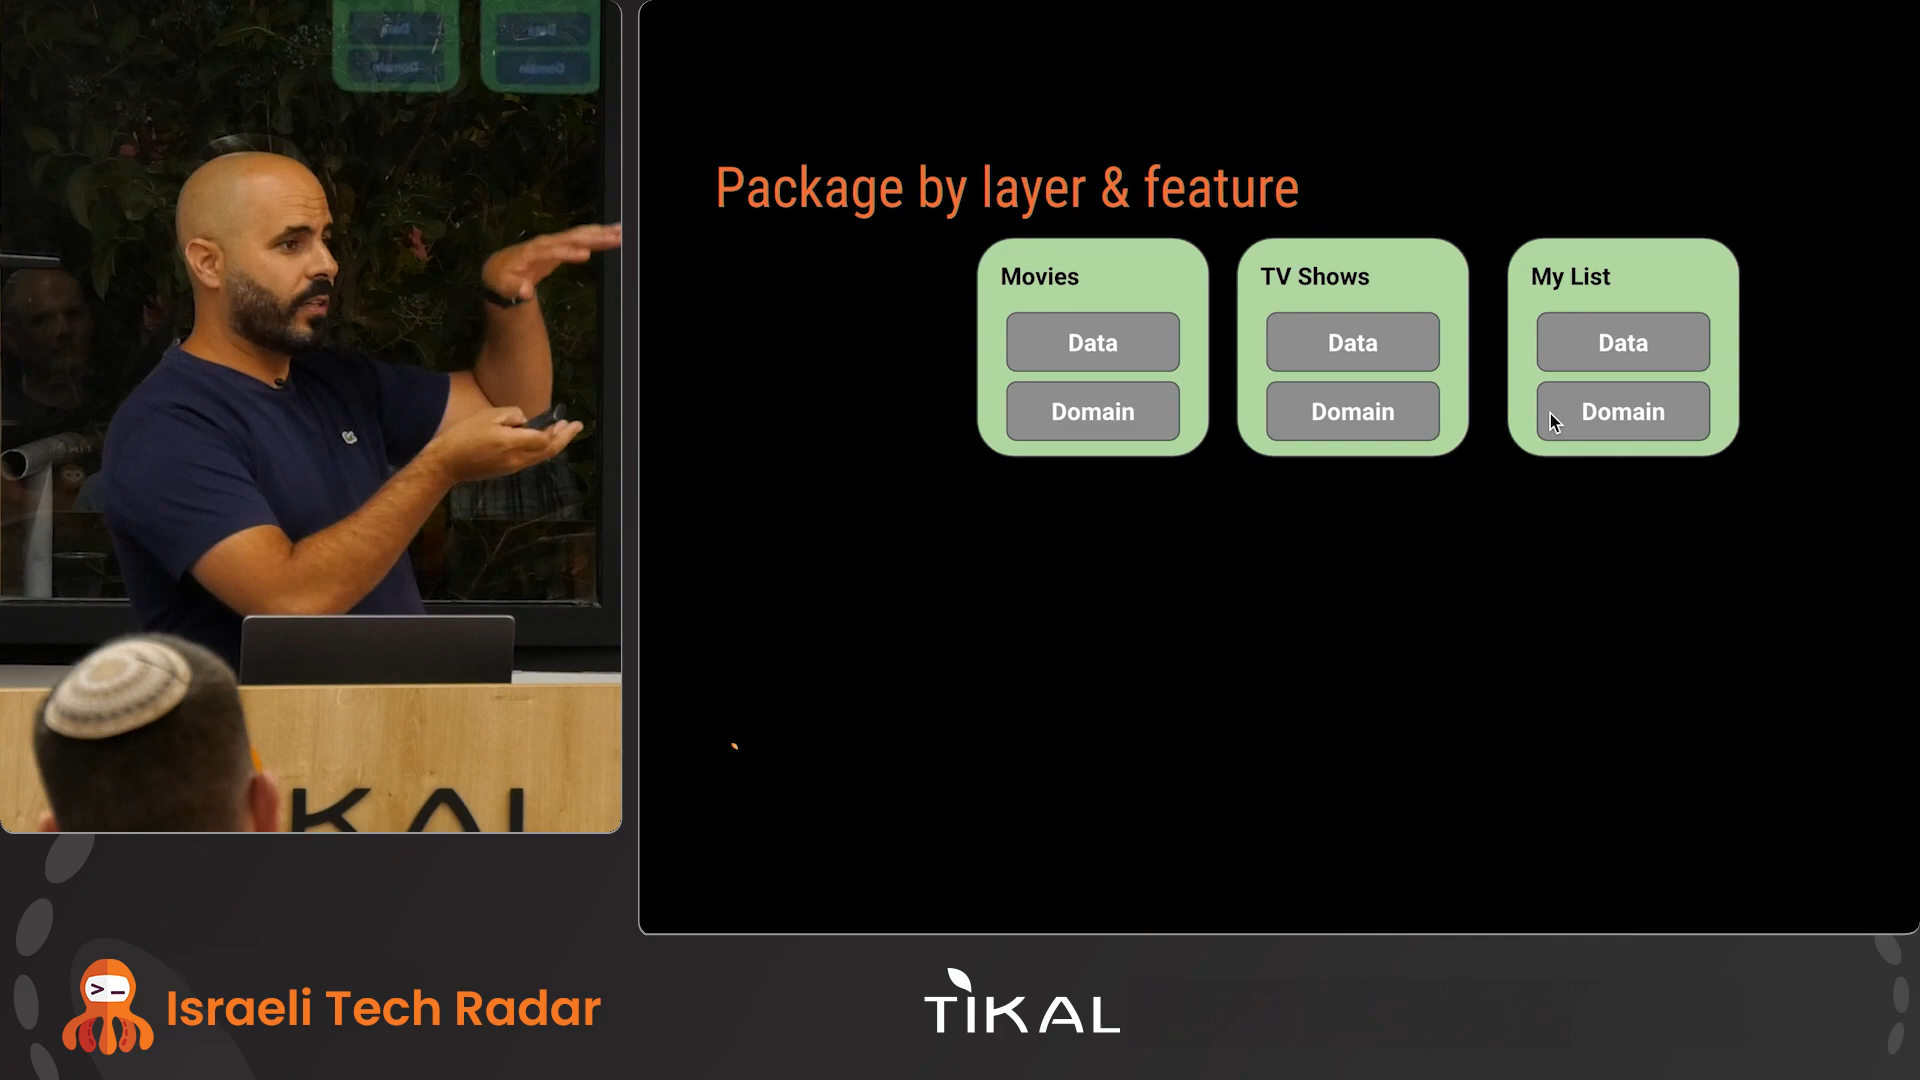 Package by layer & feature
Movies
Data
Domain
TV Shows
Data
Domain
My List
Data
Domain
Israeli Tech Radar
TIKAL